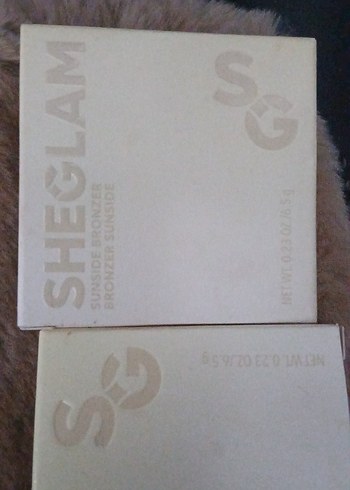 SHEGLAM
SUNSIDE BRONZER
BRONZER SUNSIDE
SG
NET WT. 0.23 OZ./6.5 g
SG
NET WT. 0.23 OZ./6.5 g